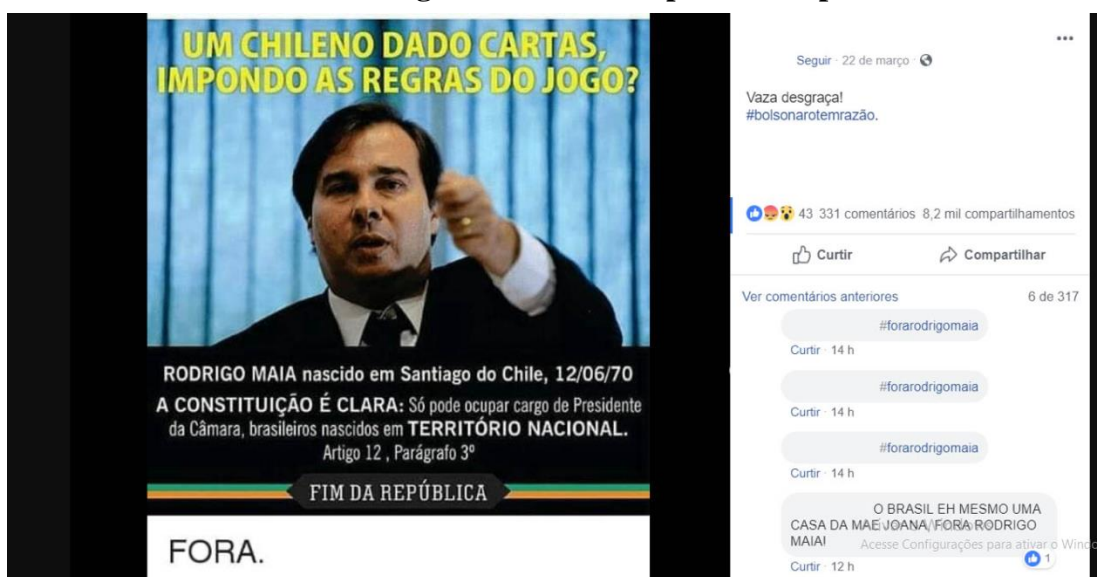 UM CHILENO DADO CARTAS,
IMPONDO AS REGRAS DO JOGO?
RODRIGO MAIA nascido em Santiago do Chile, 12/06/70
A CONSTITUIÇÃO É CLARA: Só pode ocupar cargo de Presidente
da Câmara, brasileiros nascidos em TERRITÓRIO NACIONAL.
Artigo 12 , Parágrafo 3º
FIM DA REPÚBLICA
FORA.
Seguir · 22 de março ·
Vaza desgraça!
#bolsonarotemrazão.
43 331 comentários 8,2 mil compartilhamentos
Curtir Compartilhar
Ver comentários anteriores 6 de 317
#forarodrigomaia
Curtir · 14 h
#forarodrigomaia
Curtir · 14 h
#forarodrigomaia
Curtir · 14 h
O BRASIL EH MESMO UMA
CASA DA MAE JOANA, FORA RODRIGO
MAIA!
Acesse Configurações para ativar o Windo
1
Curtir · 12 h